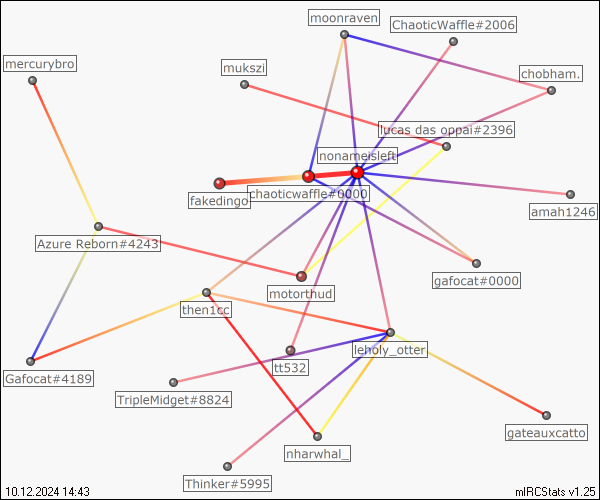 moonraven
ChaoticWaffle#2006
mercurybro
mukszi
chobham.
lucas das oppai#2396
nonameisleft
chaoticwaffle#0000
fakedingo
amah1246
Azure Reborn#4243
gafocat#0000
motorthud
then1cc
leholy_otter
tt532
Gafocat#4189
TripleMidget#8824
gateauxcatto
nharwhal_
Thinker#5995
10.12.2024 14:43
mIRCStats v1.25